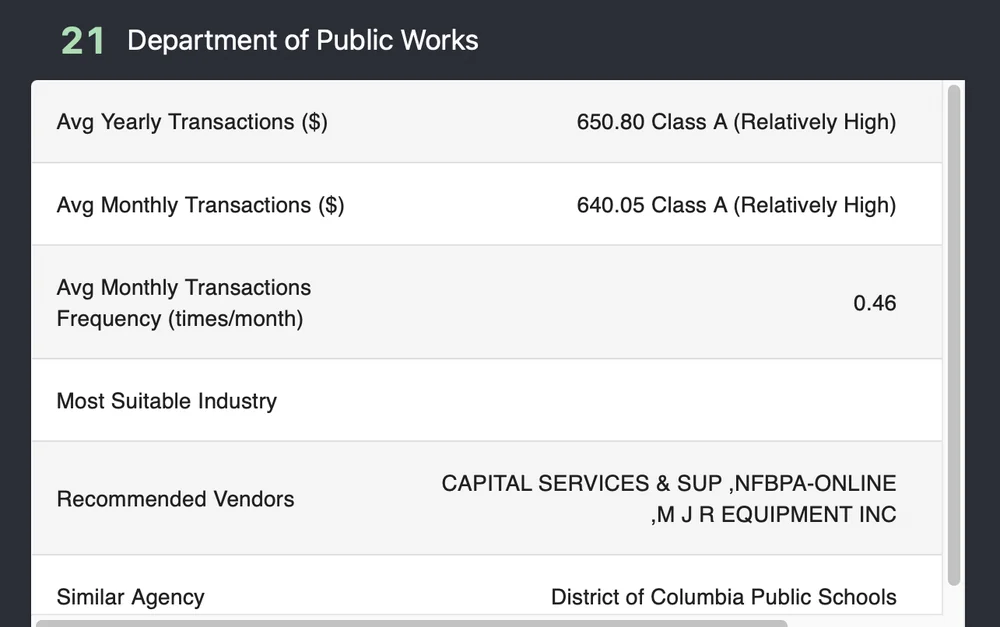 21 Department of Public Works
Avg Yearly Transactions ($) 650.80 Class A (Relatively High)
Avg Monthly Transactions ($) 640.05 Class A (Relatively High)
Avg Monthly Transactions
Frequency (times/month) 0.46
Most Suitable Industry
Recommended Vendors CAPITAL SERVICES & SUP ,NFBPA-ONLINE
,M J R EQUIPMENT INC
Similar Agency District of Columbia Public Schools